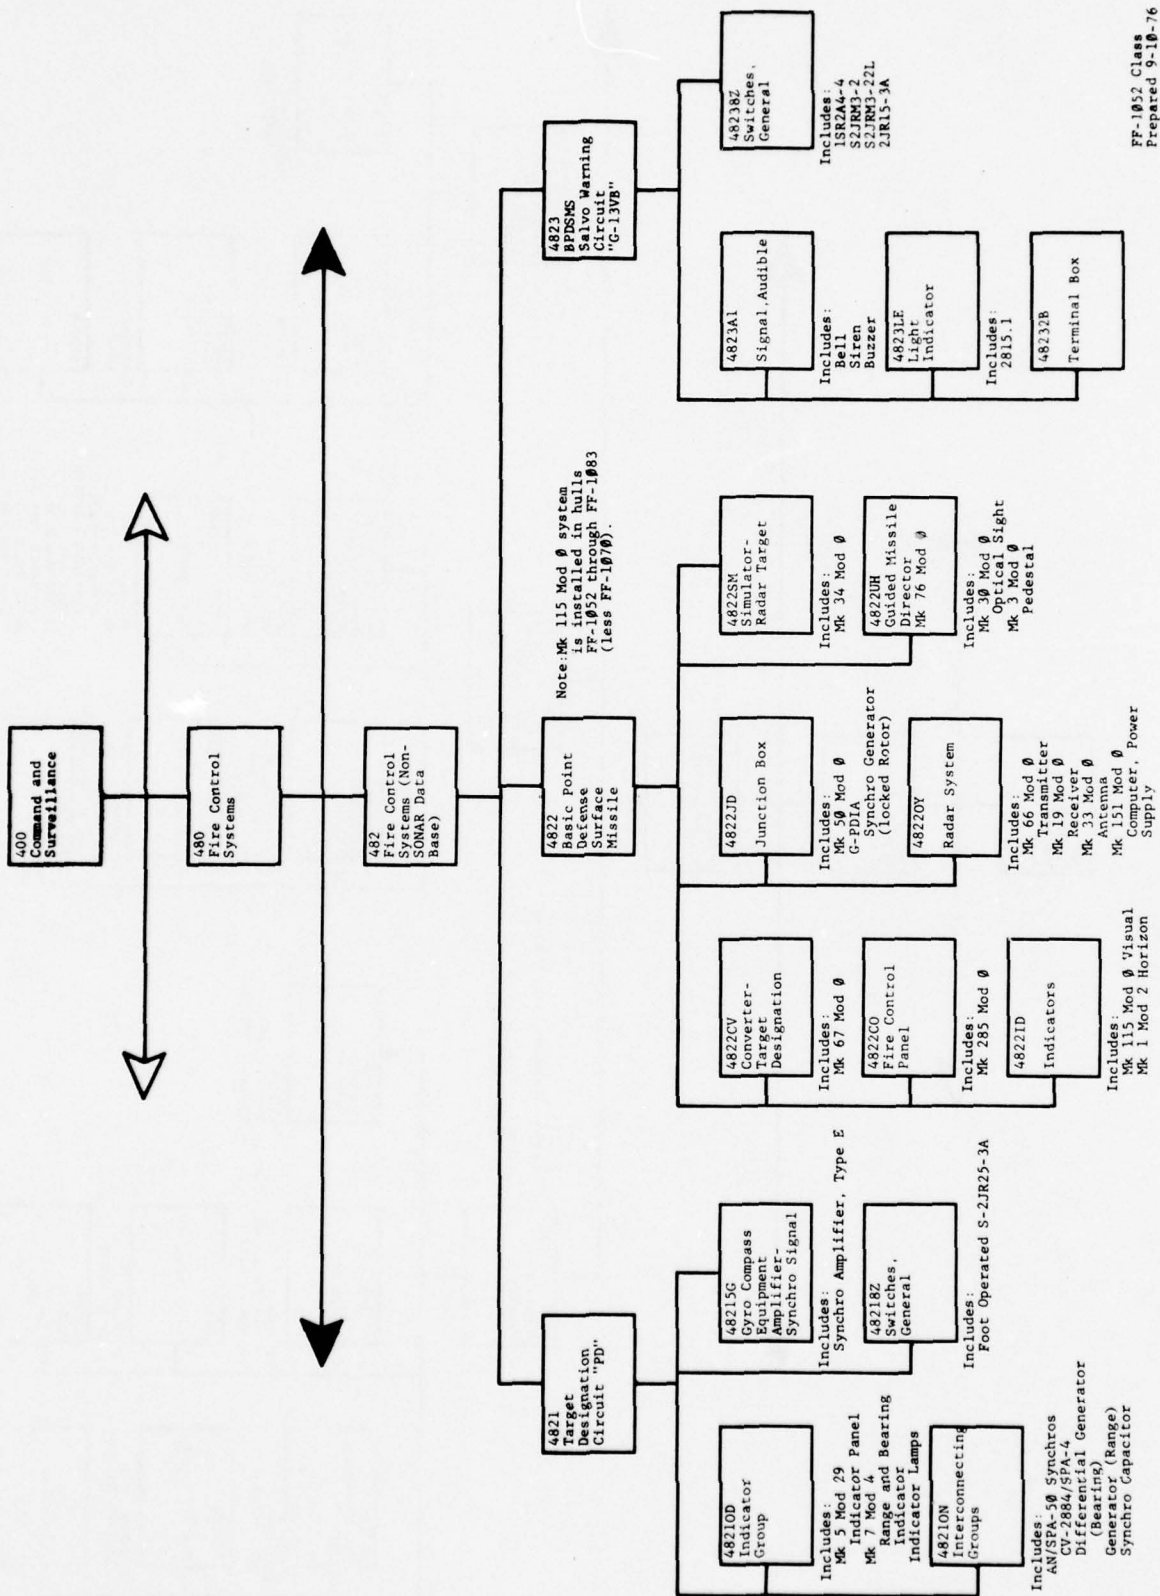 400
Command and
Surveillance
480
Fire Control
Systems
482
Fire Control
Systems (Non-
SONAR Data
Base)
4821
Target
Designation
Circuit "PD"
4822
Basic Point
Defense
Surface
Missile
Note: Mk 115 Mod Ø system
is installed in hulls
FF-1Ø52 through FF-1Ø83
(less FF-1Ø7Ø).
4823
BPDSMS
Salvo Warning
Circuit
"G-13VB"
4821OD
Indicator
Group
Includes:
Mk 5 Mod 29
Indicator Panel
Mk 7 Mod 4
Range and Bearing
Indicator
Indicator Lamps
4821ON
Interconnecting
Groups
Includes:
AN/SPA-5Ø Synchros
CV-2884/SPA-4
Differential Generator
(Bearing)
Generator (Range)
Synchro Capacitor
48215G
Gyro Compass
Equipment
Amplifier-
Synchro Signal
Includes:
Synchro Amplifier, Type E
48218Z
Switches,
General
Includes:
Foot Operated S-2JR25-3A
4822CV
Converter-
Target
Designation
Includes:
Mk 67 Mod Ø
4822CO
Fire Control
Panel
Includes:
Mk 285 Mod Ø
4822ID
Indicators
Includes:
Mk 115 Mod Ø Visual
Mk 1 Mod 2 Horizon
4822JD
Junction Box
Includes:
Mk 5Ø Mod Ø
G-PDIA
Synchro Generator
(locked Rotor)
4822OY
Radar System
Includes:
Mk 66 Mod Ø
Transmitter
Mk 19 Mod Ø
Receiver
Mk 33 Mod Ø
Antenna
Mk 151 Mod Ø
Computer, Power
Supply
4822SM
Simulator-
Radar Target
Includes:
Mk 34 Mod Ø
4822UH
Guided Missile
Director
Mk 76 Mod Ø
Includes:
Mk 3Ø Mod Ø
Optical Sight
Mk 3 Mod Ø
Pedestal
4823A1
Signal,Audible
Includes:
Bell
Siren
Buzzer
4823LE
Light
Indicator
Includes:
2815.1
48232B
Terminal Box
48238Z
Switches,
General
Includes:
1SR2A4-4
S2JRM3-2
S2JRM3-22L
2JR15-3A
FF-1Ø52 Class
Prepared 9-1Ø-76